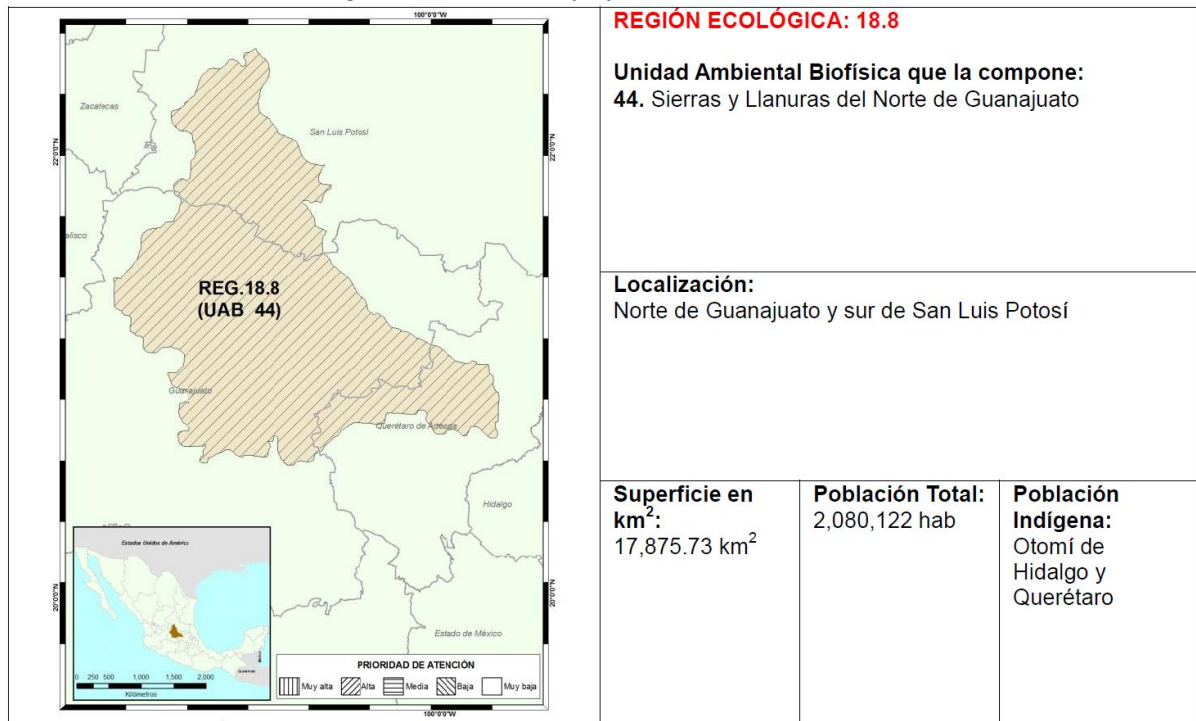 100°0'0"W
REGIÓN ECOLÓGICA: 18.8
Unidad Ambiental Biofísica que la compone:
44. Sierras y Llanuras del Norte de Guanajuato
Zacatecas
San Luis Potosí
22°0'0"N
22°0'0"N
alisco
REG.18.8
(UAB 44)
Localización:
Norte de Guanajuato y sur de San Luis Potosí
Guanajuato
Querétaro de Arteaga
Hidalgo
Superficie en
km²:
17,875.73 km²
Población Total:
2,080,122 hab
Población
Indígena:
Otomí de
Hidalgo y
Querétaro
Estados Unidos de América
20°0'0"N
20°0'0"N
Estado de México
0 250 500 1,000 1,500 2,000
Kilómetros
PRIORIDAD DE ATENCIÓN
Muy alta Alta Media Baja Muy baja
100°0'0"W